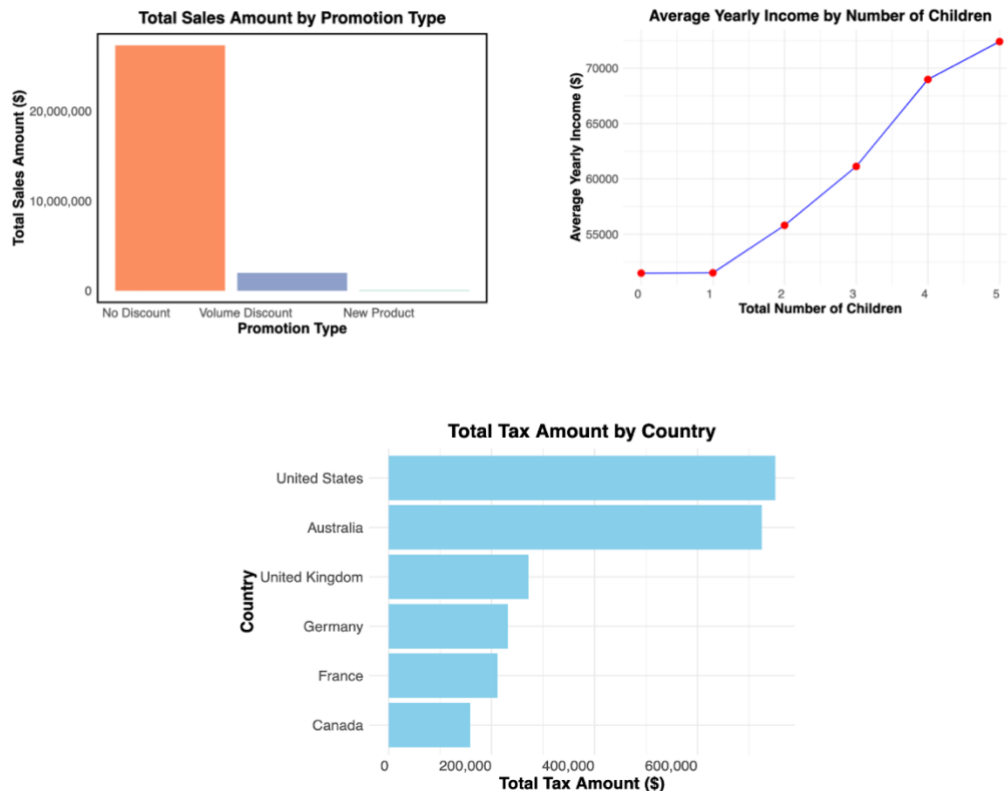 Total Sales Amount by Promotion Type
Total Sales Amount ($)
20,000,000
10,000,000
0
No Discount Volume Discount New Product
Promotion Type
Average Yearly Income by Number of Children
Average Yearly Income ($)
70000
65000
60000
55000
0 1 2 3 4 5
Total Number of Children
Total Tax Amount by Country
Country
United States
Australia
United Kingdom
Germany
France
Canada
0 200,000 400,000 600,000
Total Tax Amount ($)